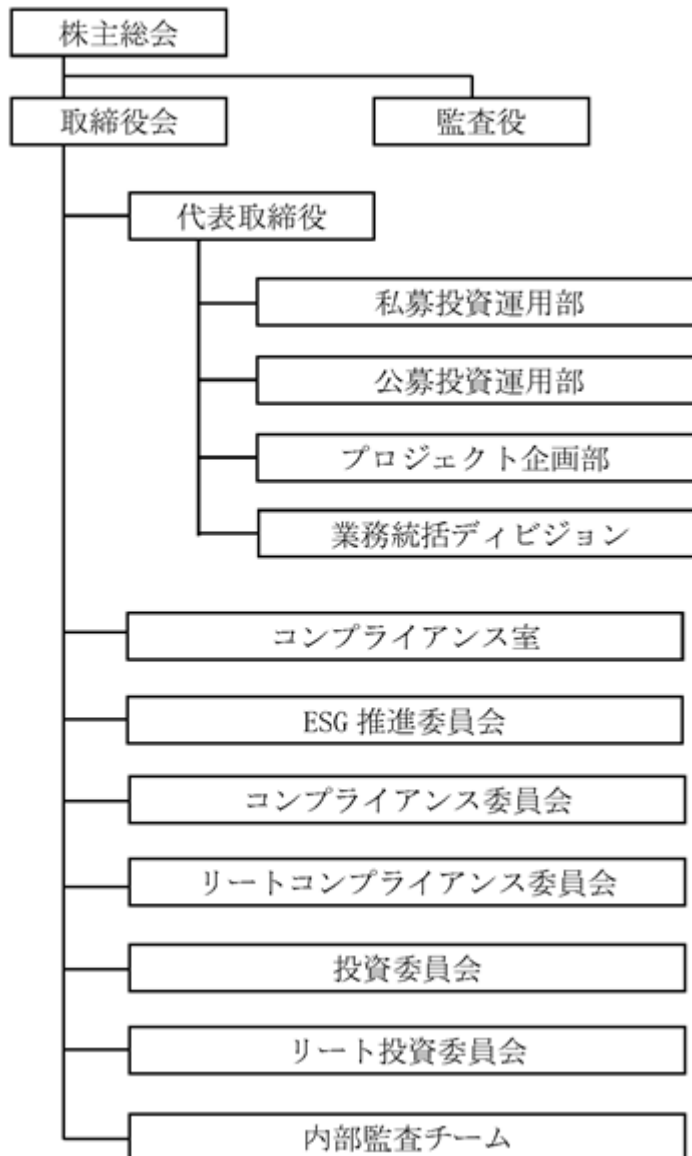 株主総会
取締役会
監査役
代表取締役
私募投資運用部
公募投資運用部
プロジェクト企画部
業務統括ディビジョン
コンプライアンス室
ESG 推進委員会
コンプライアンス委員会
リートコンプライアンス委員会
投資委員会
リート投資委員会
内部監査チーム